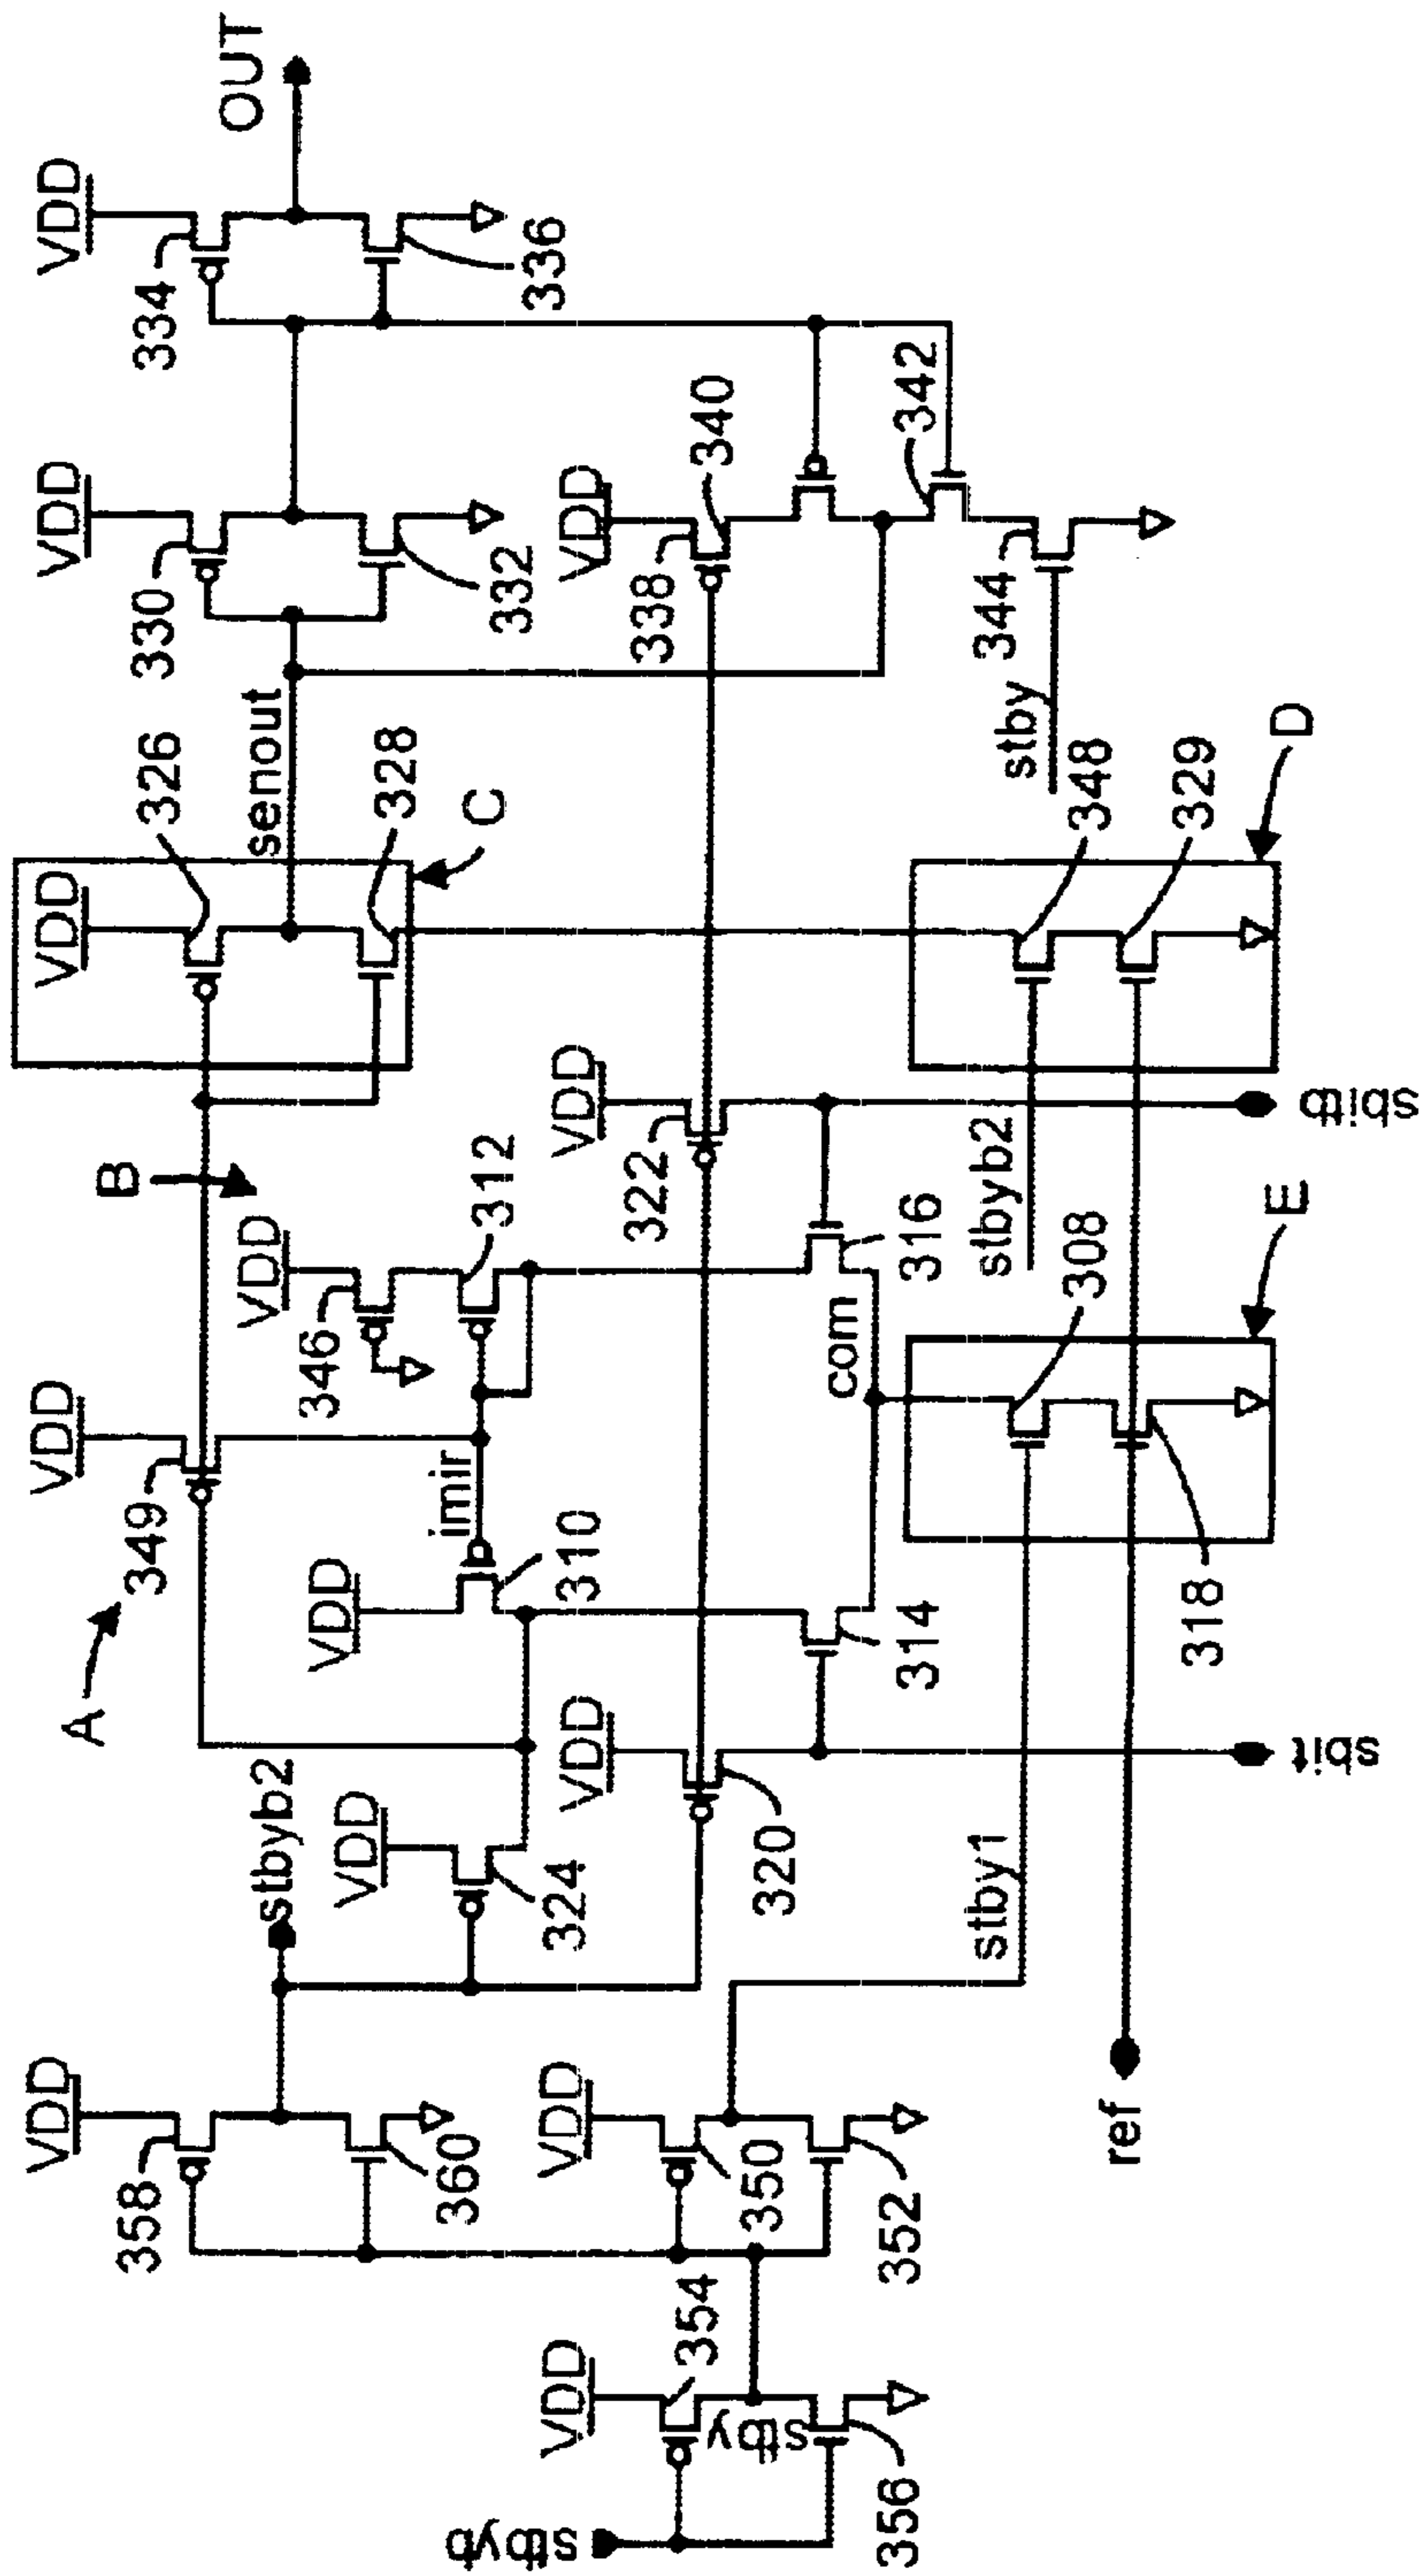 VDD
334
OUT
336
VDD
330
332
VDD
338
340
342
344
stby
senout
VDD
326
328
C
348
329
D
B
VDD
322
sbitb
stbyb2
VDD
312
346
316
308
E
com
A
VDD
349
imir
VDD
310
314
318
stbyb2
VDD
324
VDD
320
sbit
stby1
ref
VDD
358
360
VDD
350
352
VDD
354
stby
356
stbyb